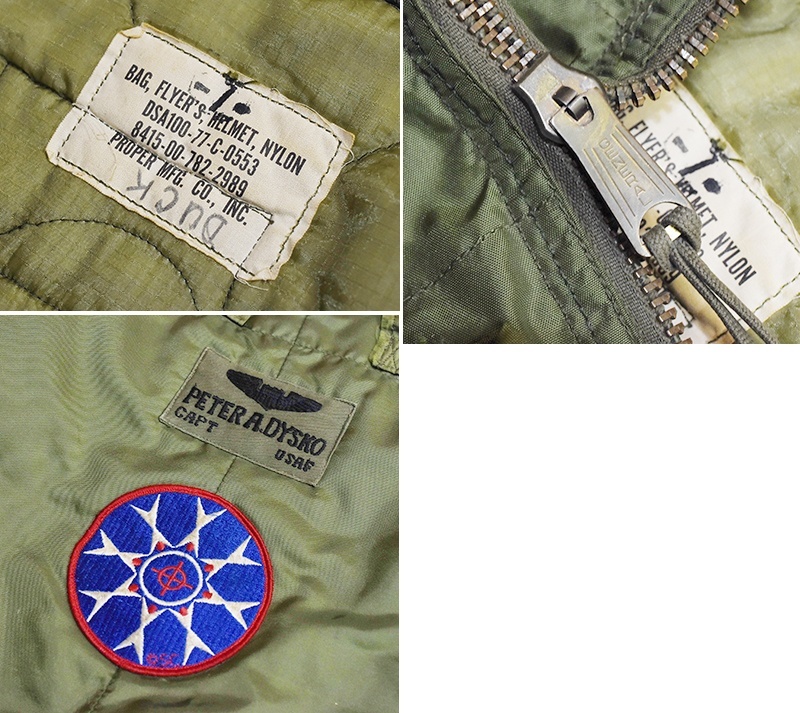 BAG, FLYER'S, HELMET, NYLON
DSA100-77-C-0553
8415-00-782-2989
PROPER MFG. CO., INC.
DUCK
FLYER'S HELMET, NYLON
PETER A. DYSKO
CAPT
USAF